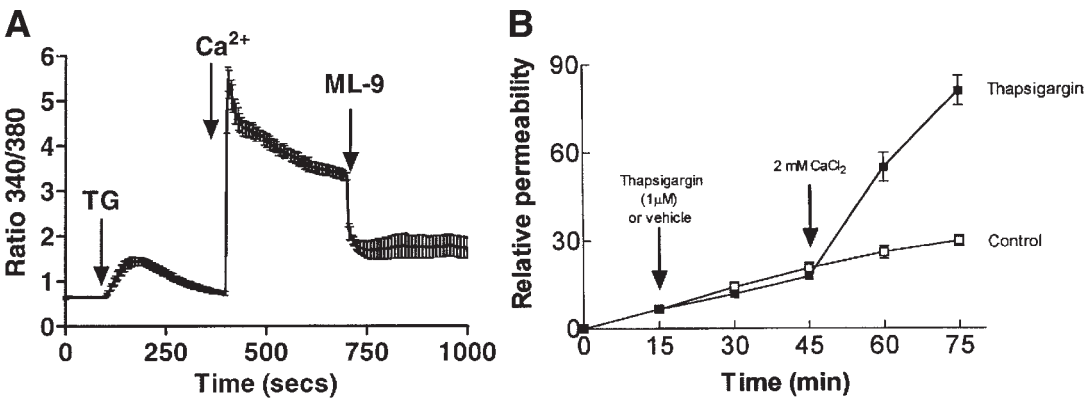 A
Ratio 340/380
6
5
4
3
2
1
0
TG
Ca²⁺
ML-9
0 250 500 750 1000
Time (secs)
B
Relative permeability
90
60
30
0
Thapsigargin
(1μM)
or vehicle
2 mM CaCl₂
Thapsigargin
Control
0 15 30 45 60 75
Time (min)